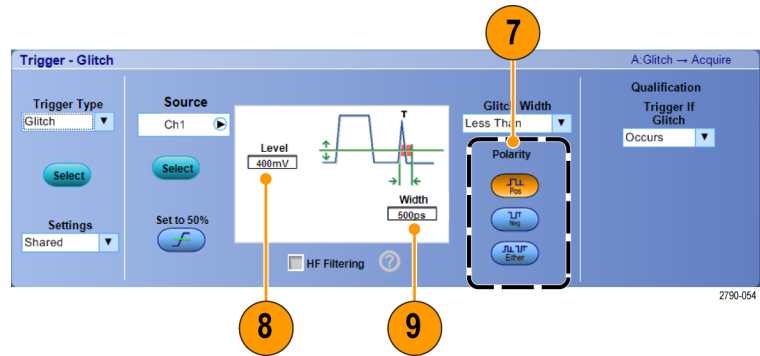 7
Trigger - Glitch
A:Glitch → Acquire
Trigger Type
Glitch
Select
Settings
Shared
Source
Ch1
Select
Set to 50%
Level
400mV
T
Width
500ps
HF Filtering
?
Glitch Width
Less Than
Polarity
Pos
Neg
Either
Qualification
Trigger If
Glitch
Occurs
2790-054
8
9